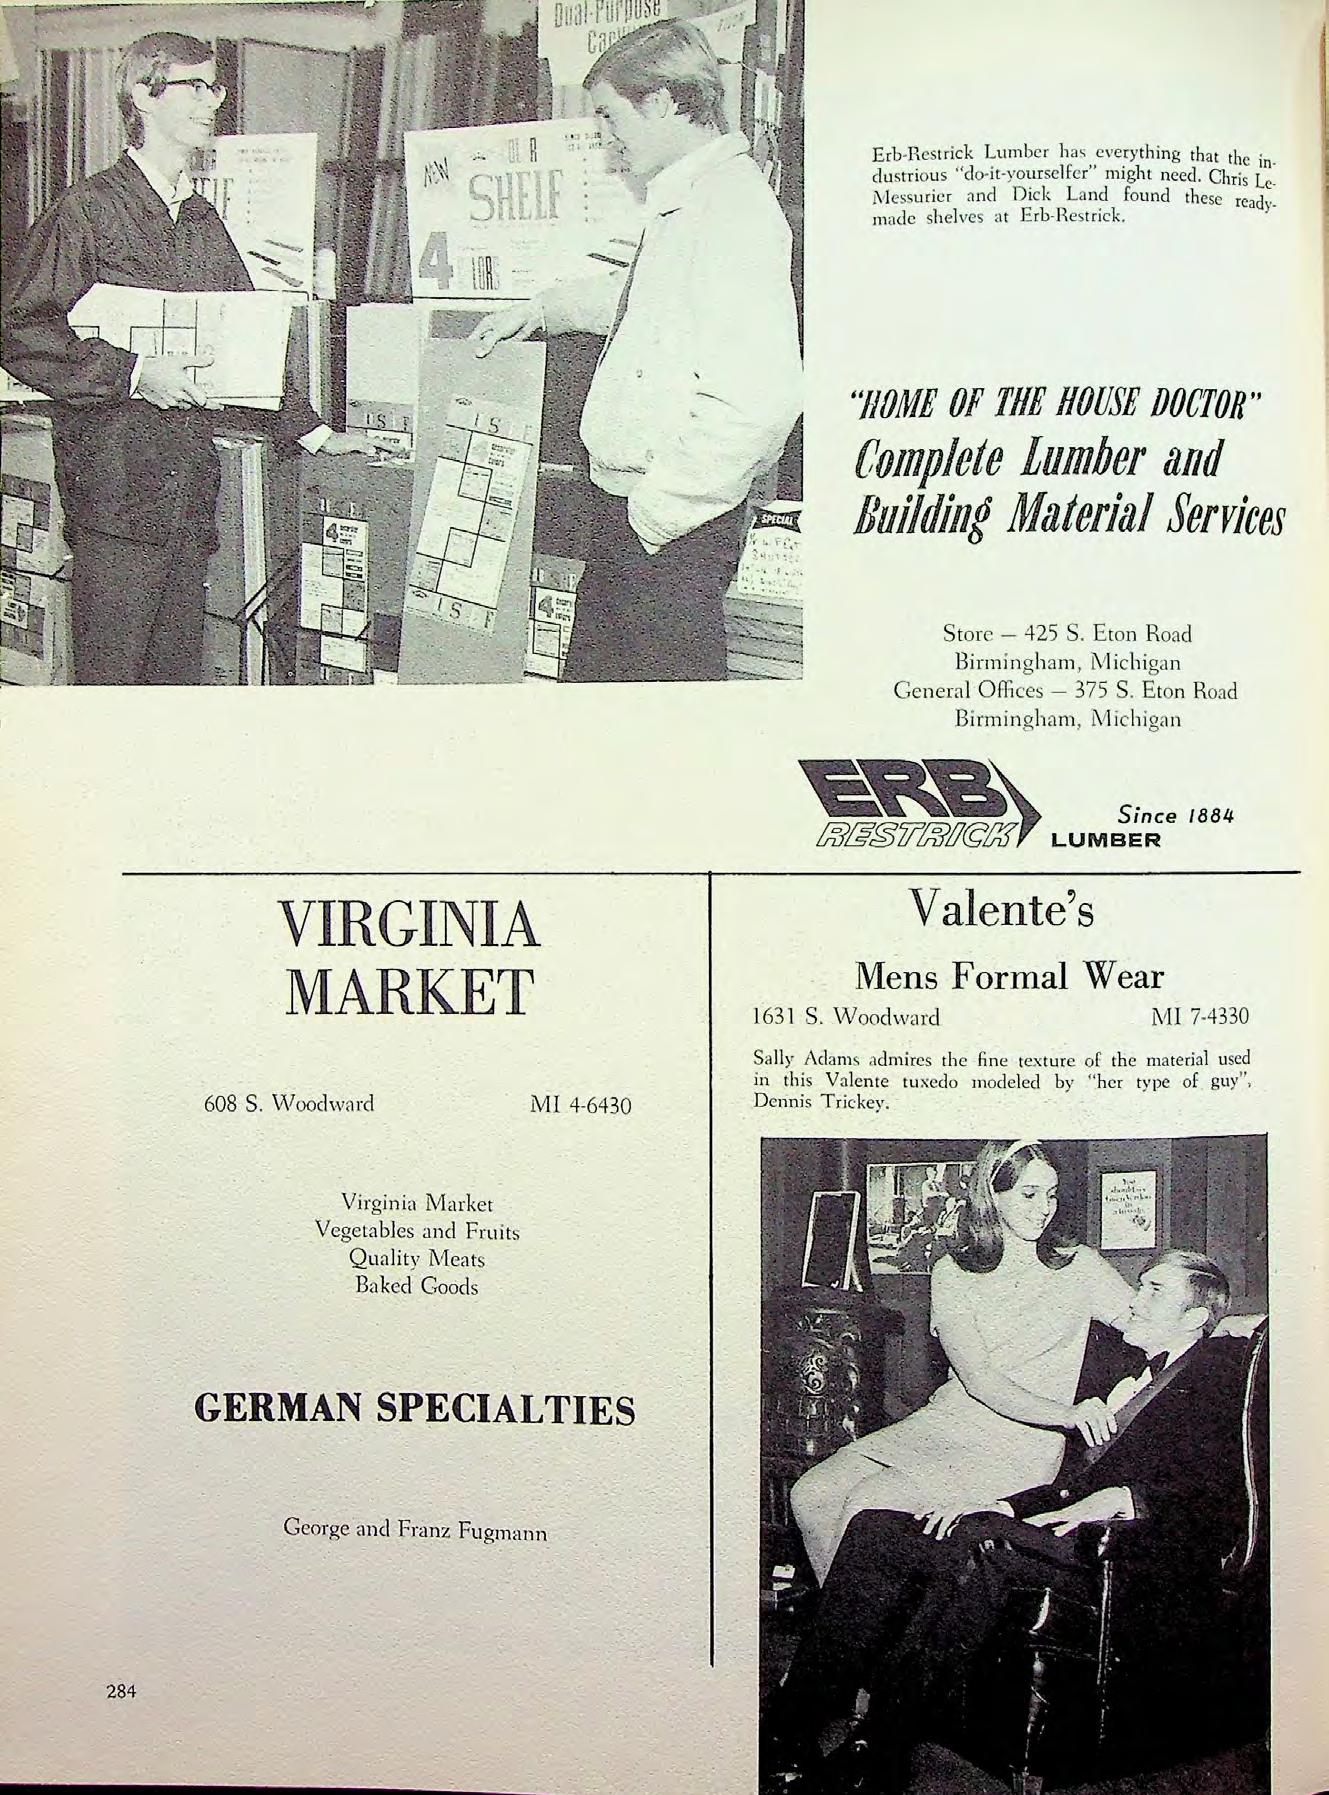 Dual-Purpose
NEW
OUR
SHELF
4
SPECIAL
Erb-Restrick Lumber has everything that the in-
dustrious "do-it-yourselfer" might need. Chris Le-
Messurier and Dick Land found these ready-
made shelves at Erb-Restrick.
"HOME OF THE HOUSE DOCTOR"
Complete Lumber and
Building Material Services
Store — 425 S. Eton Road
Birmingham, Michigan
General Offices — 375 S. Eton Road
Birmingham, Michigan
ERB
RESTRICK
Since 1884
LUMBER
VIRGINIA
MARKET
608 S. Woodward MI 4-6430
Virginia Market
Vegetables and Fruits
Quality Meats
Baked Goods
GERMAN SPECIALTIES
George and Franz Fugmann
284
Valente's
Mens Formal Wear
1631 S. Woodward MI 7-4330
Sally Adams admires the fine texture of the material used
in this Valente tuxedo modeled by "her type of guy",
Dennis Trickey.